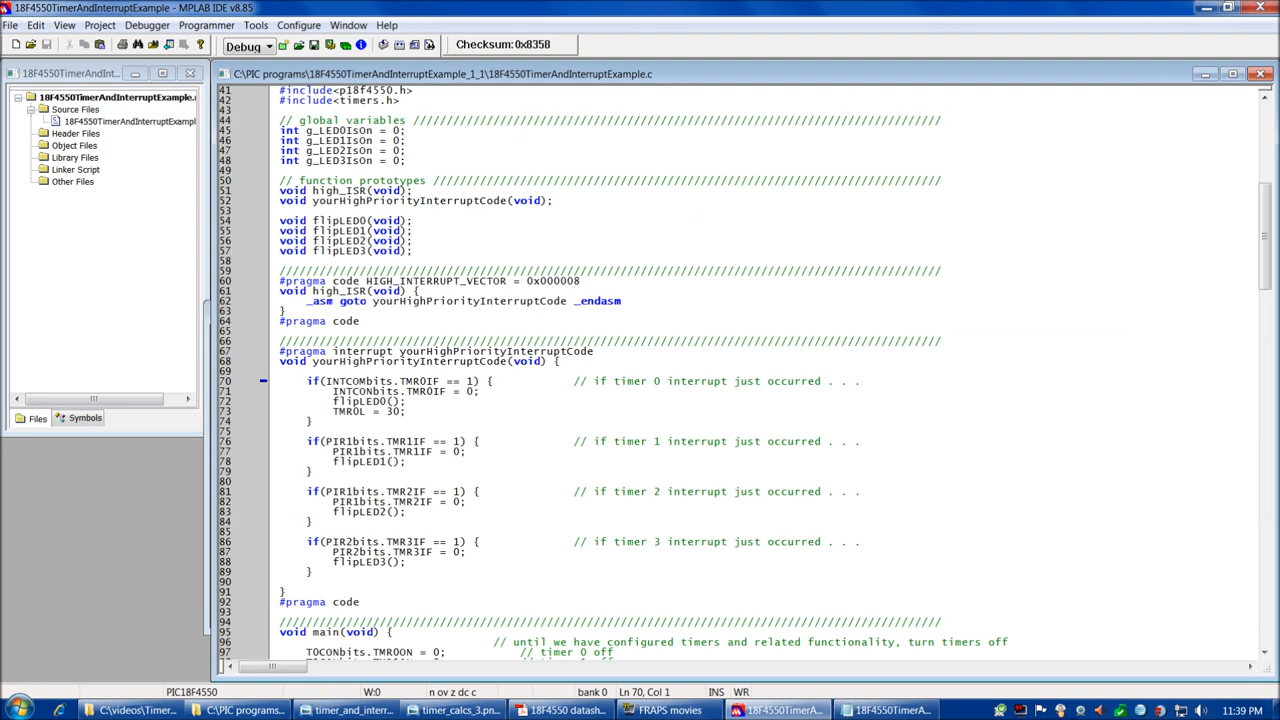 18F4550TimerAndInterruptExample - MPLAB IDE v8.85
File Edit View Project Debugger Programmer Tools Configure Window Help
Debug Checksum:0x8358
18F4550TimerAndInt...
18F4550TimerAndInterruptExample.
Source Files
18F4550TimerAndInterruptExampl
Header Files
Object Files
Library Files
Linker Script
Other Files
Files Symbols
C:\PIC programs\18F4550TimerAndInterruptExample_1_1\18F4550TimerAndInterruptExample.c
41 #include<p18f4550.h>
42 #include<timers.h>
43
44 // global variables ////////////////////////////////////////////////////////////////////////////////
45 int g_LED0IsOn = 0;
46 int g_LED1IsOn = 0;
47 int g_LED2IsOn = 0;
48 int g_LED3IsOn = 0;
49
50 // function prototypes /////////////////////////////////////////////////////////////////////////////
51 void high_ISR(void);
52 void yourHighPriorityInterruptCode(void);
53
54 void flipLED0(void);
55 void flipLED1(void);
56 void flipLED2(void);
57 void flipLED3(void);
58
59 ////////////////////////////////////////////////////////////////////////////////////////////////////
60 #pragma code HIGH_INTERRUPT_VECTOR = 0x000008
61 void high_ISR(void) {
62 _asm goto yourHighPriorityInterruptCode _endasm
63 }
64 #pragma code
65
66 ////////////////////////////////////////////////////////////////////////////////////////////////////
67 #pragma interrupt yourHighPriorityInterruptCode
68 void yourHighPriorityInterruptCode(void) {
69
70 if(INTCONbits.TMR0IF == 1) { // if timer 0 interrupt just occurred . . .
71 INTCONbits.TMR0IF = 0;
72 flipLED0();
73 TMR0L = 30;
74 }
75
76 if(PIR1bits.TMR1IF == 1) { // if timer 1 interrupt just occurred . . .
77 PIR1bits.TMR1IF = 0;
78 flipLED1();
79 }
80
81 if(PIR1bits.TMR2IF == 1) { // if timer 2 interrupt just occurred . . .
82 PIR1bits.TMR2IF = 0;
83 flipLED2();
84 }
85
86 if(PIR2bits.TMR3IF == 1) { // if timer 3 interrupt just occurred . . .
87 PIR2bits.TMR3IF = 0;
88 flipLED3();
89 }
90
91 }
92 #pragma code
93
94 ////////////////////////////////////////////////////////////////////////////////////////////////////
95 void main(void) {
96 // until we have configured timers and related functionality, turn timers off
97 T0CONbits.TMR0ON = 0; // timer 0 off
PIC18F4550 W:0 n ov z dc c bank 0 Ln 70, Col 1 INS WR
C:\videos\Timer... C:\PIC programs... timer_and_interr... timer_calcs_3.pn... 18F4550 datash... FRAPS movies 18F4550TimerA... 18F4550TimerA... 11:39 PM